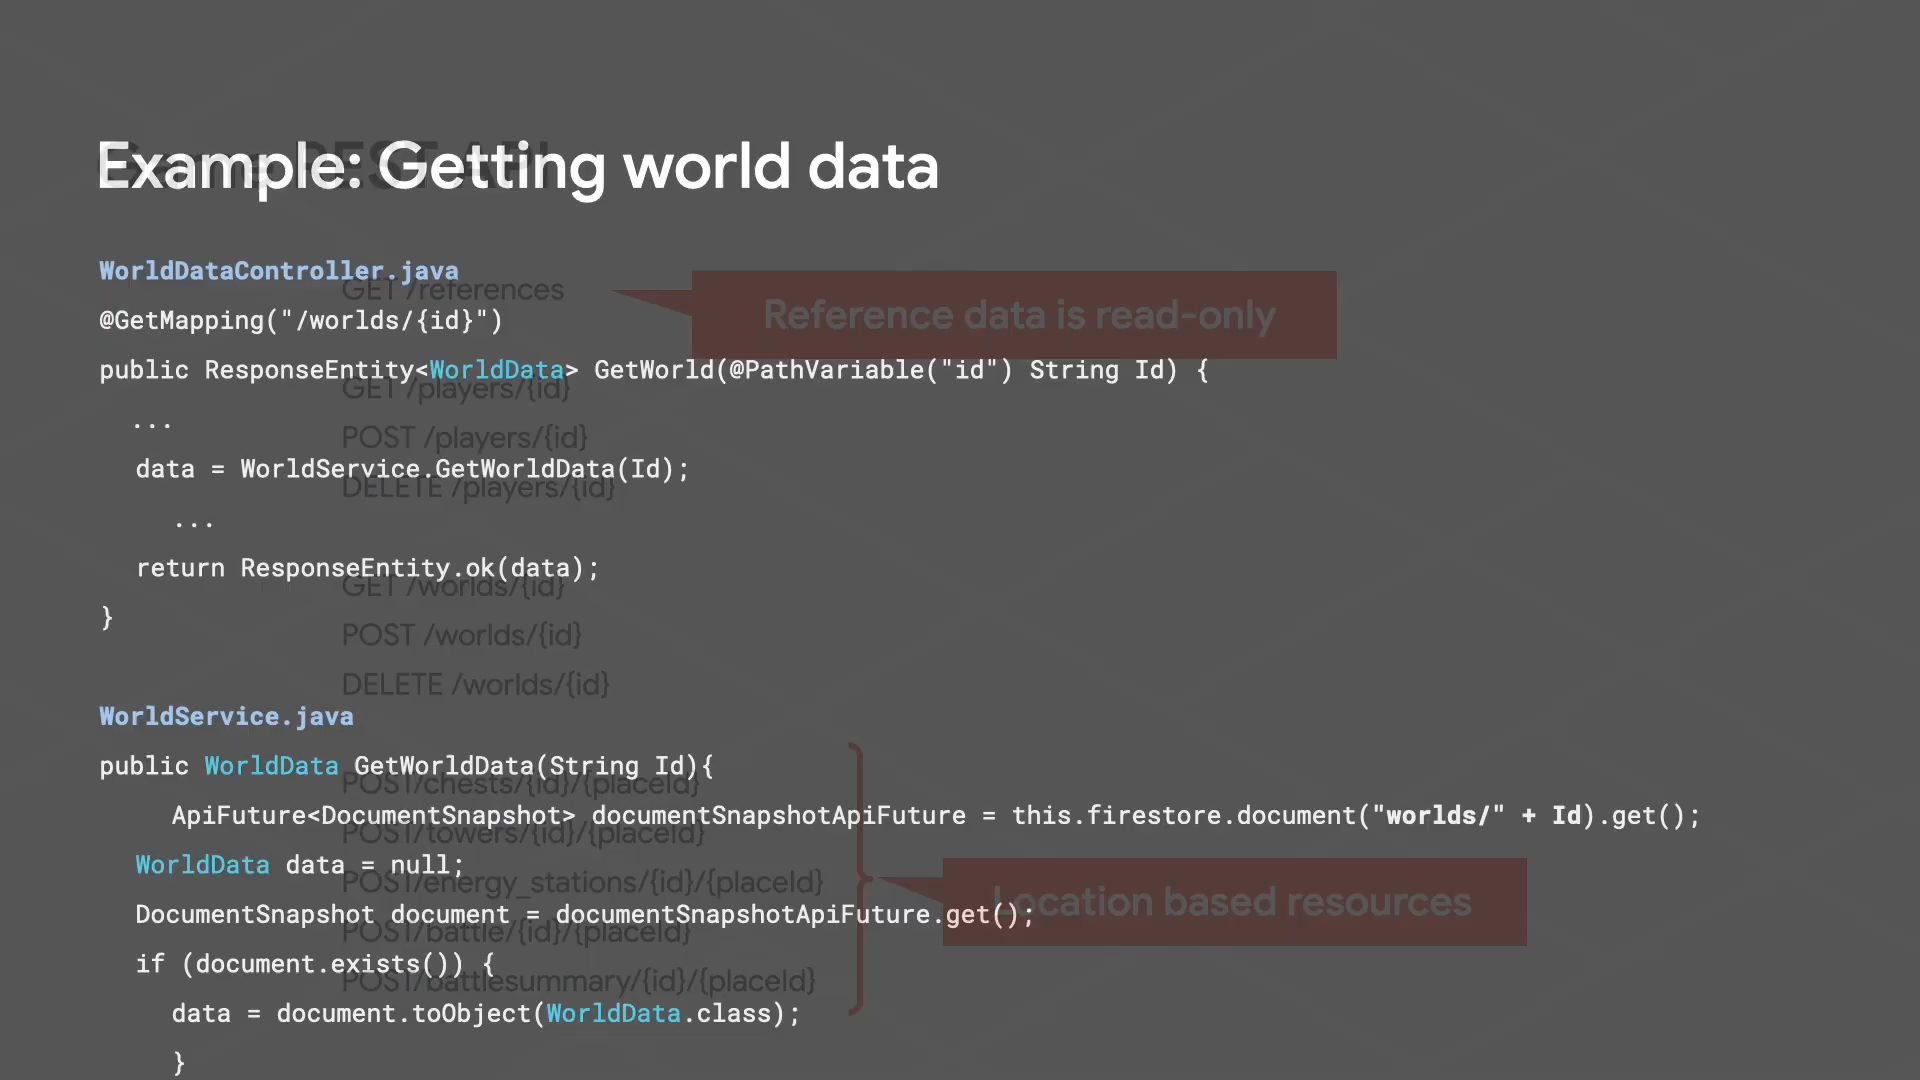 Example: Getting world data
Game REST API
WorldDataController.java
@GetMapping("/worlds/{id}")
public ResponseEntity<WorldData> GetWorld(@PathVariable("id") String Id) {
...
data = WorldService.GetWorldData(Id);
...
return ResponseEntity.ok(data);
}
WorldService.java
public WorldData GetWorldData(String Id){
ApiFuture<DocumentSnapshot> documentSnapshotApiFuture = this.firestore.document("worlds/" + Id).get();
WorldData data = null;
DocumentSnapshot document = documentSnapshotApiFuture.get();
if (document.exists()) {
data = document.toObject(WorldData.class);
}
GET /references
Reference data is read-only
GET /players/{id}
POST /players/{id}
DELETE /players/{id}
GET /worlds/{id}
POST /worlds/{id}
DELETE /worlds/{id}
POST/chests/{id}/{placeId}
POST/towers/{id}/{placeId}
POST/energy_stations/{id}/{placeId}
POST/battle/{id}/{placeId}
POST/battlesummary/{id}/{placeId}
Location based resources